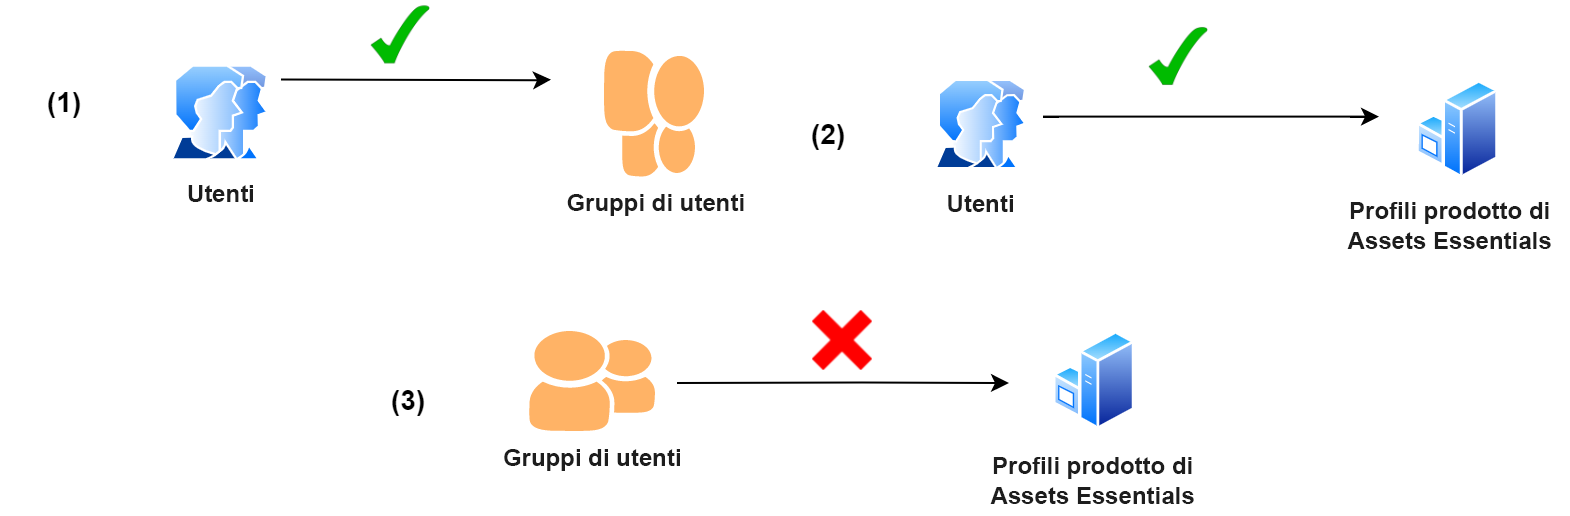 (1)
Utenti
Gruppi di utenti
(2)
Utenti
Profili prodotto di
Assets Essentials
(3)
Gruppi di utenti
Profili prodotto di
Assets Essentials